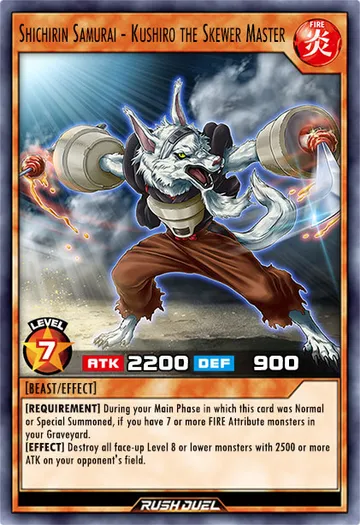 Shichirin Samurai - Kushiro the Skewer Master
FIRE
炎
LEVEL
7
ATK 2200 DEF 900
[BEAST/EFFECT]
[REQUIREMENT] During your Main Phase in which this card was Normal
or Special Summoned, if you have 7 or more FIRE Attribute monsters in
your Graveyard.
[EFFECT] Destroy all face-up Level 8 or lower monsters with 2500 or more
ATK on your opponent's field.
RUSH DUEL